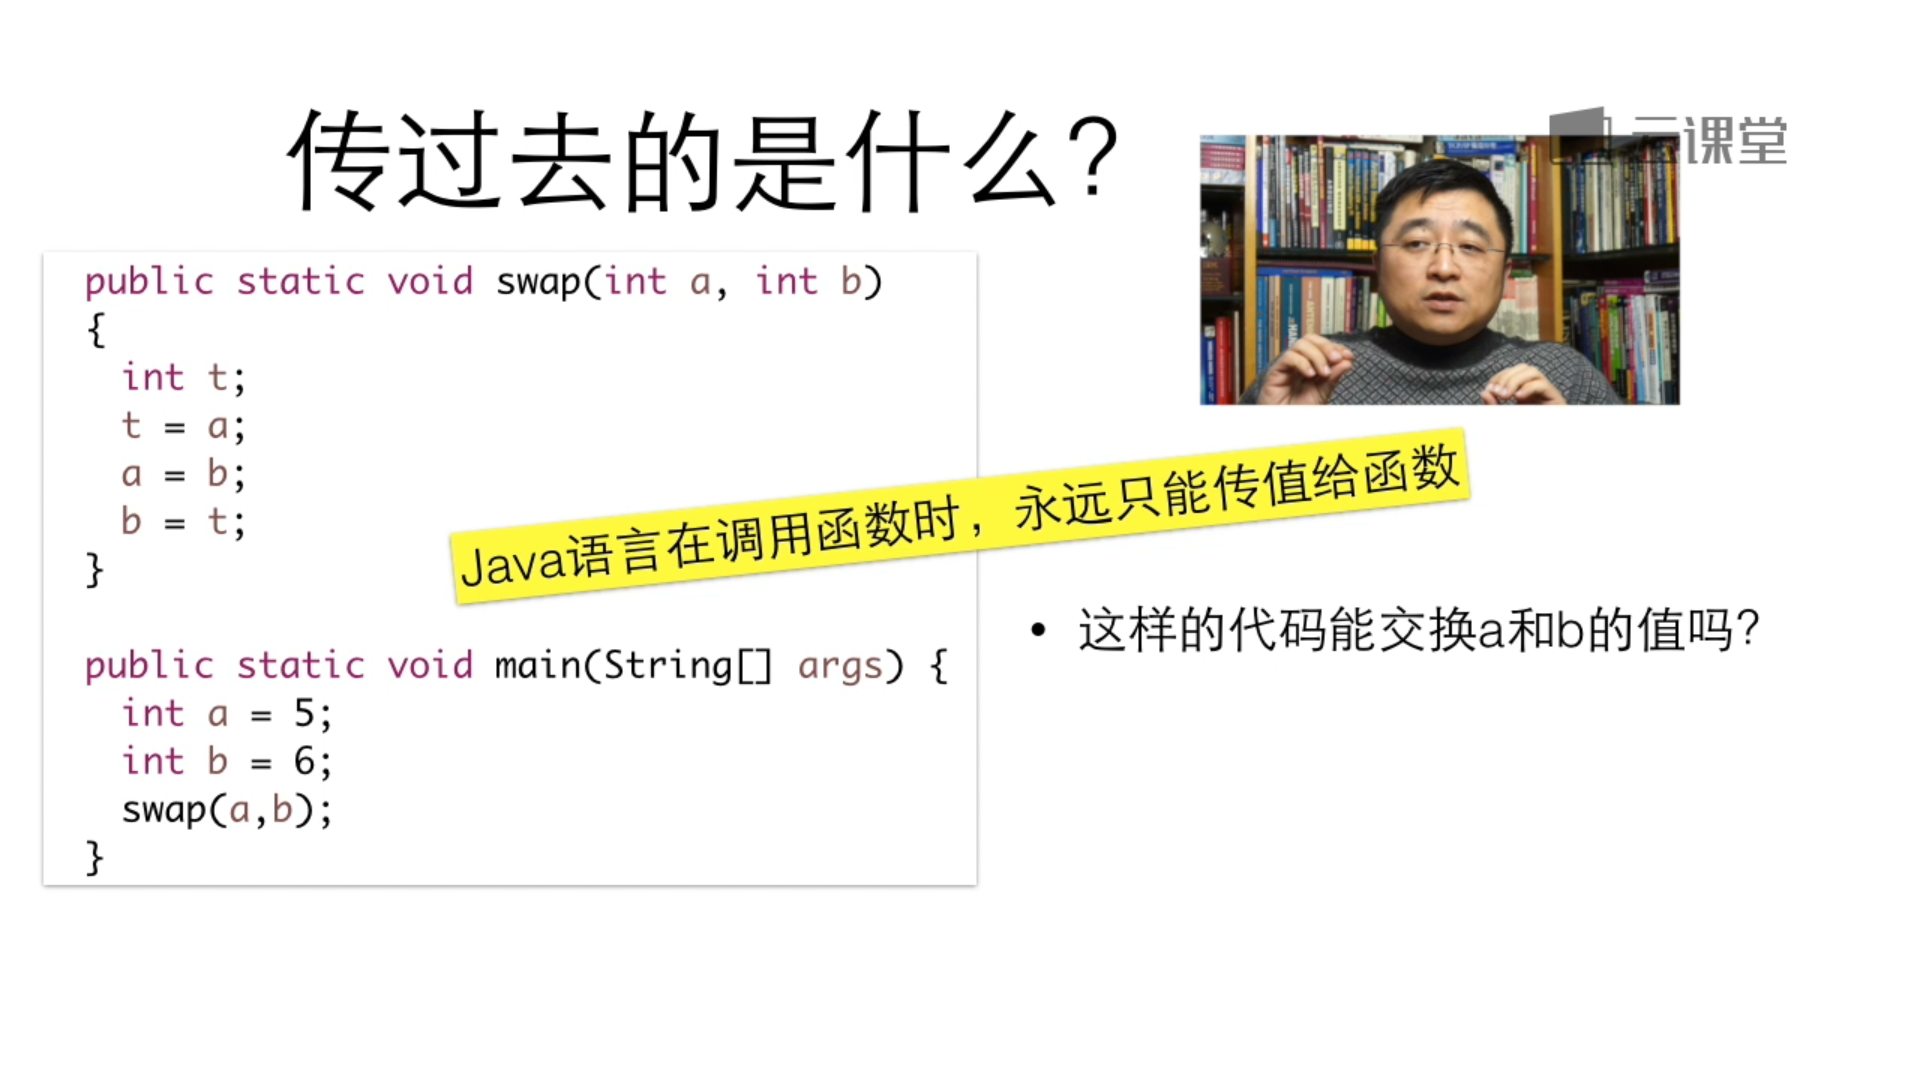 传过去的是什么?
云课堂
public static void swap(int a, int b)
{
int t;
t = a;
a = b;
b = t;
}
Java语言在调用函数时，永远只能传值给函数
public static void main(String[] args) {
int a = 5;
int b = 6;
swap(a,b);
}
• 这样的代码能交换a和b的值吗?